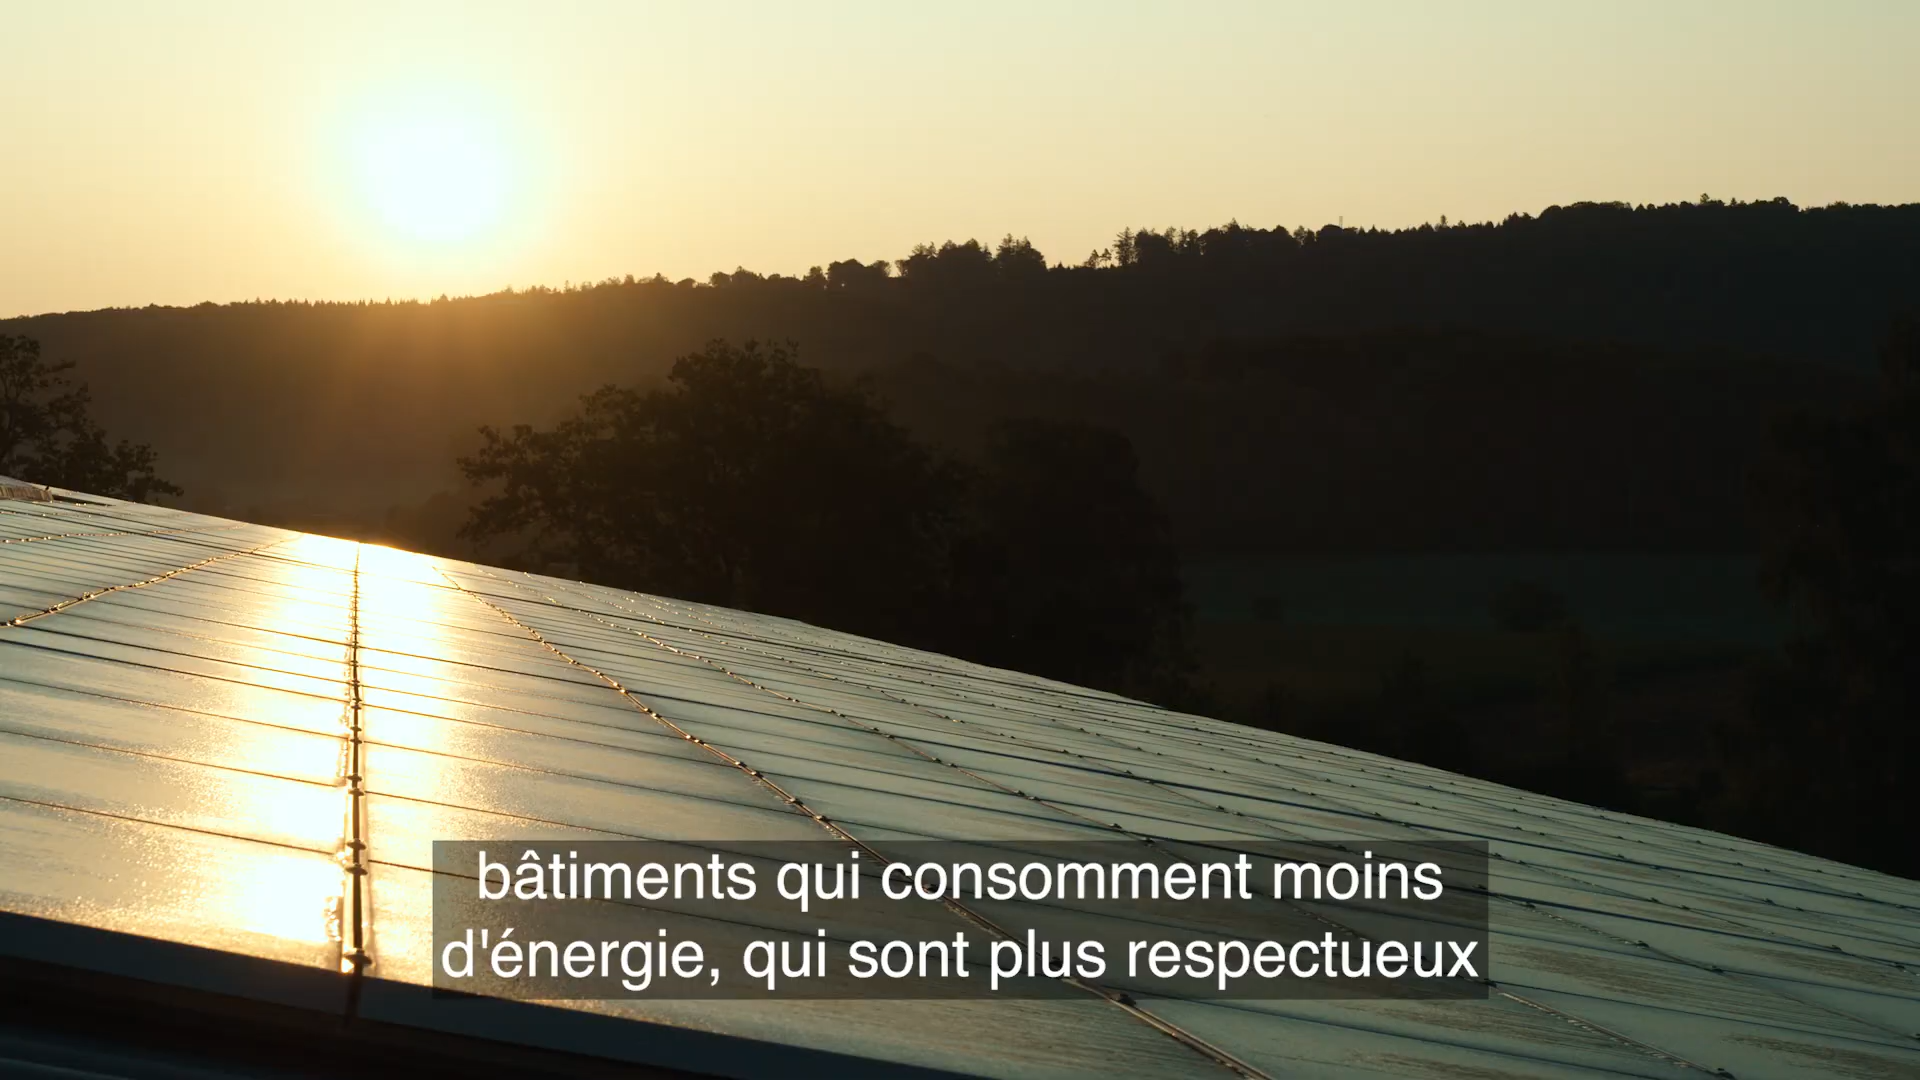 bâtiments qui consomment moins
d'énergie, qui sont plus respectueux